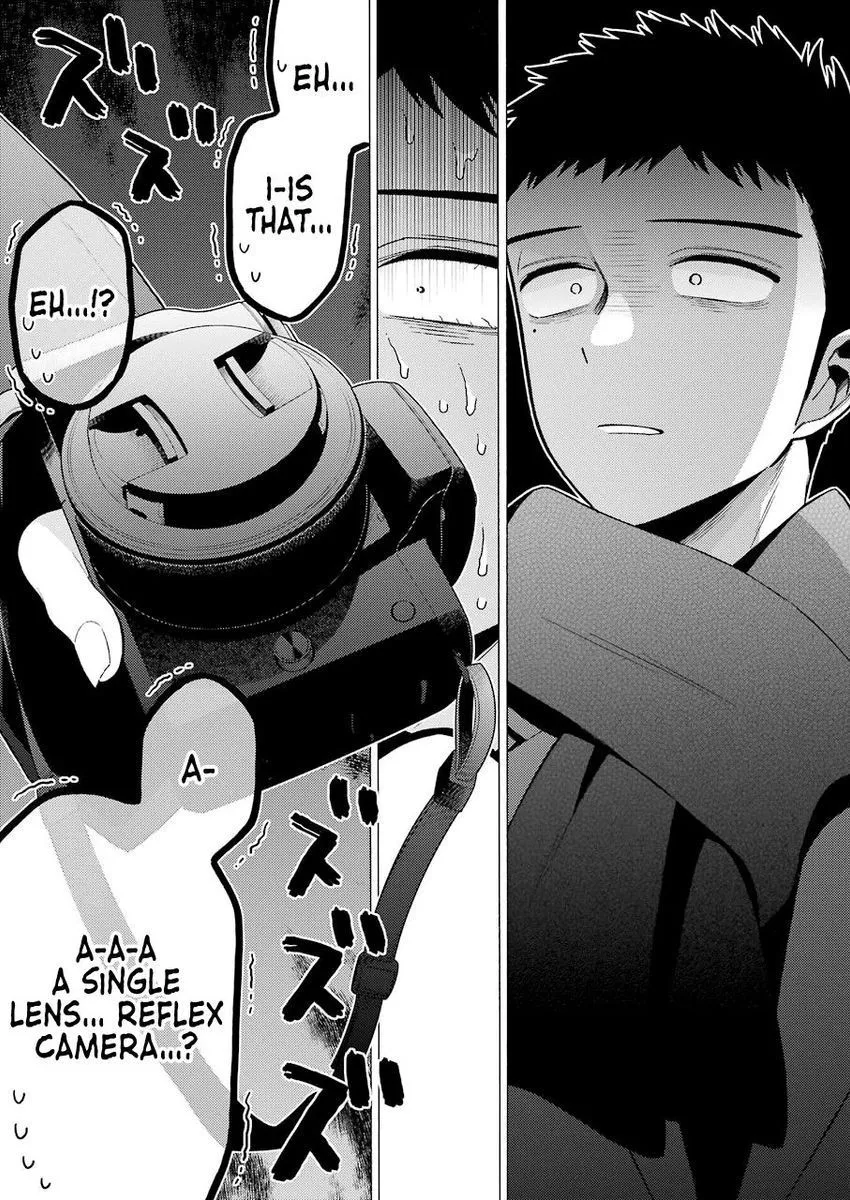 EH...
I-IS
THAT...
EH...!?
ズズ
A-
A-A-A
A SINGLE
LENS... REFLEX
CAMERA...?
ズズズ